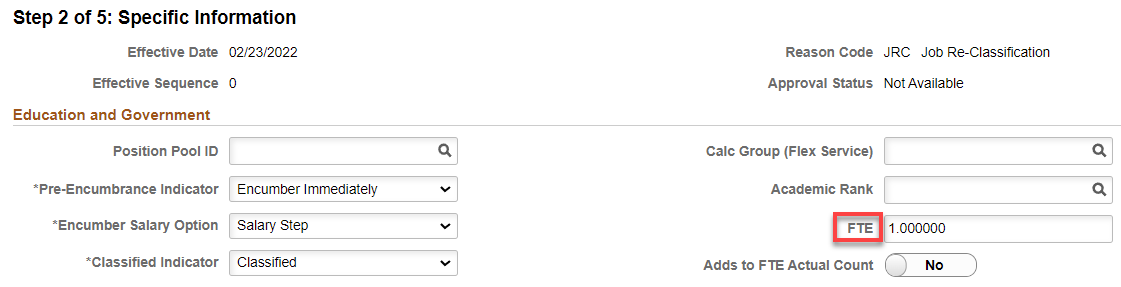 Step 2 of 5: Specific Information
Effective Date 02/23/2022 Reason Code JRC Job Re-Classification
Effective Sequence 0 Approval Status Not Available
Education and Government
Position Pool ID Calc Group (Flex Service)
*Pre-Encumbrance Indicator Encumber Immediately Academic Rank
*Encumber Salary Option Salary Step FTE 1.000000
*Classified Indicator Classified Adds to FTE Actual Count No